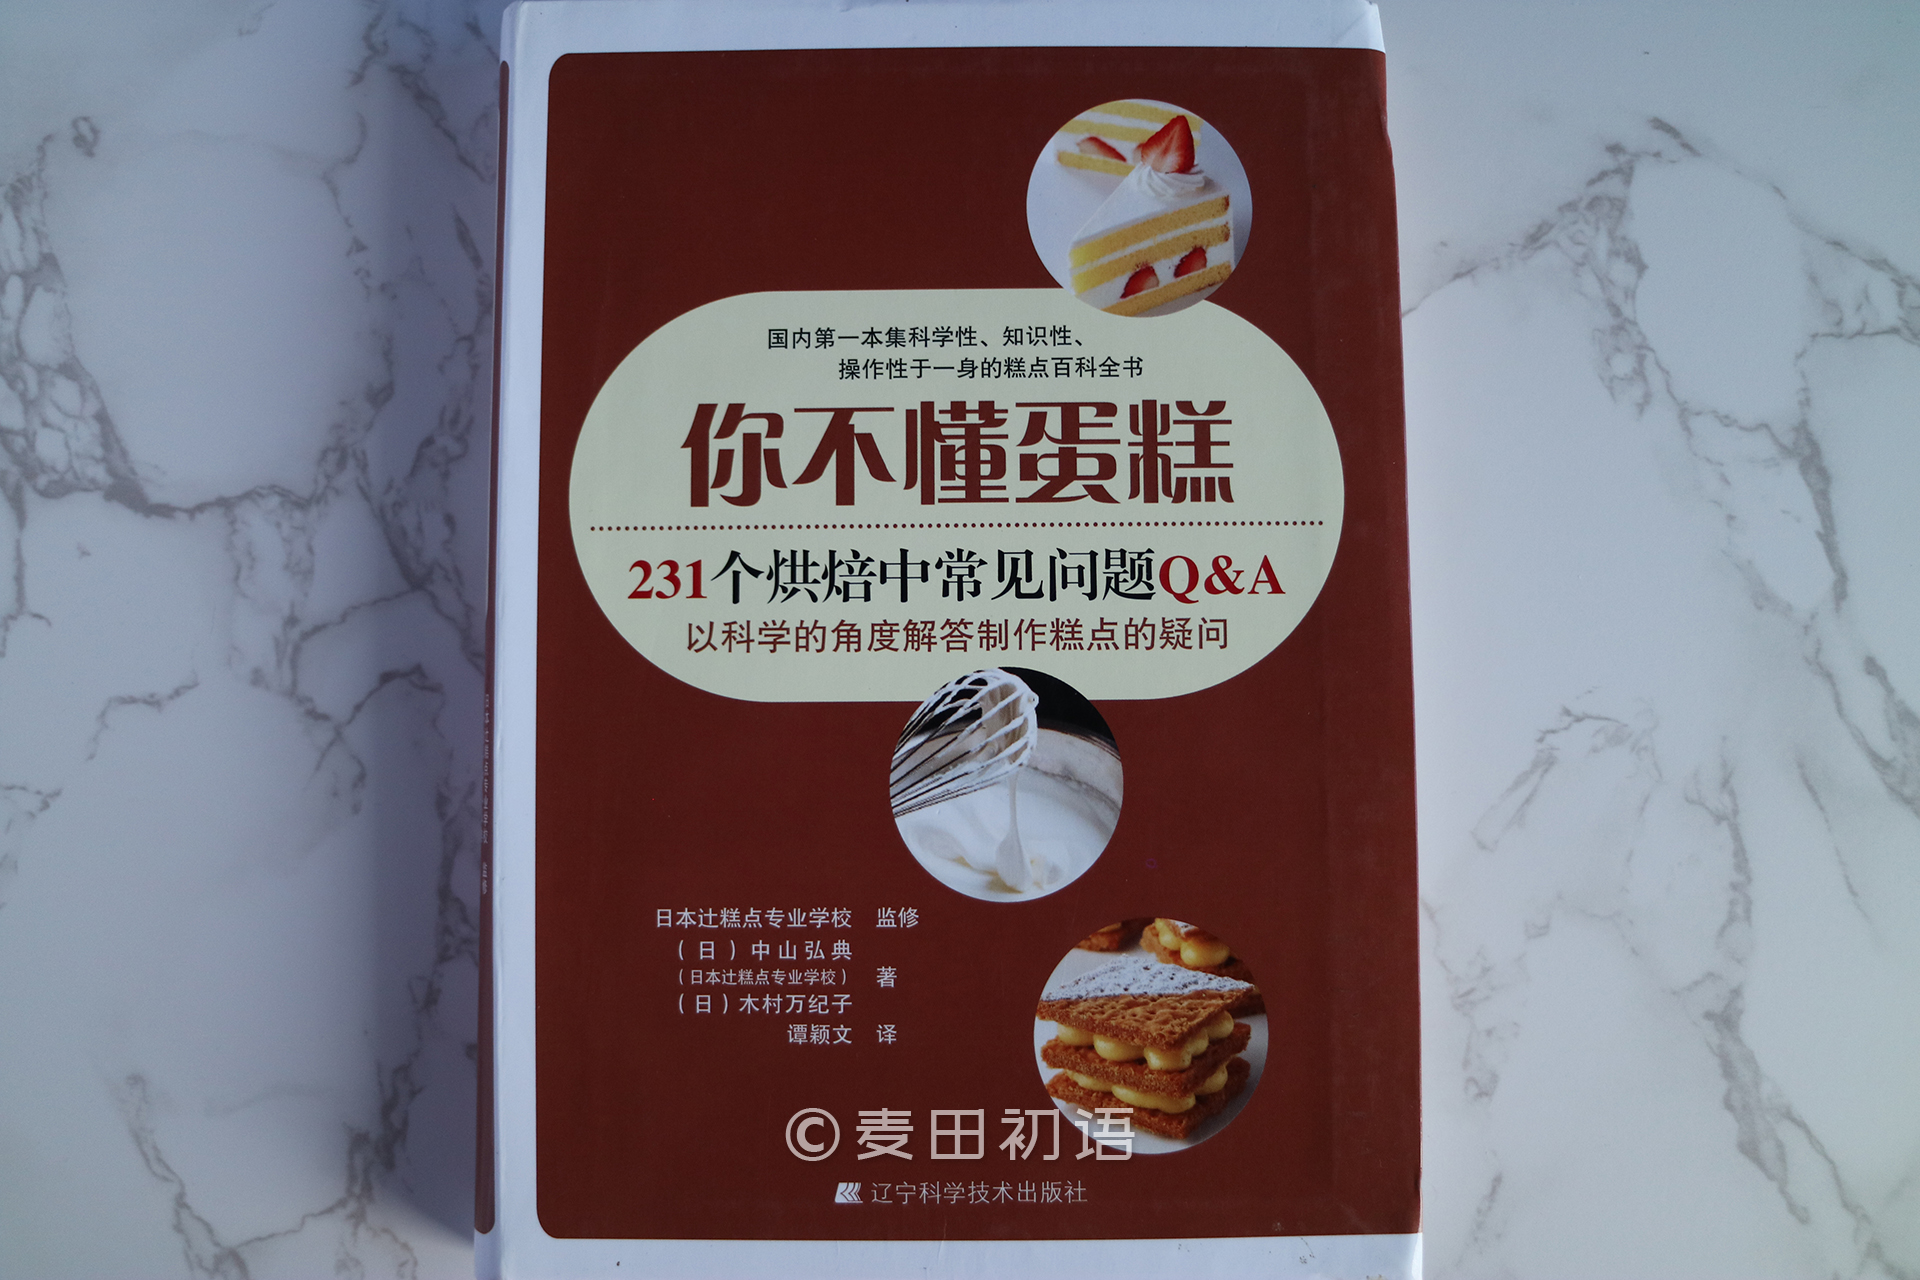 国内第一本集科学性、知识性、
操作性于一身的糕点百科全书
你不懂蛋糕
231个烘焙中常见问题Q&A
以科学的角度解答制作糕点的疑问
日本辻糕点专业学校 监修
（日）中山弘典
（日本辻糕点专业学校） 著
（日）木村万纪子
谭颖文 译
©麦田初语
辽宁科学技术出版社